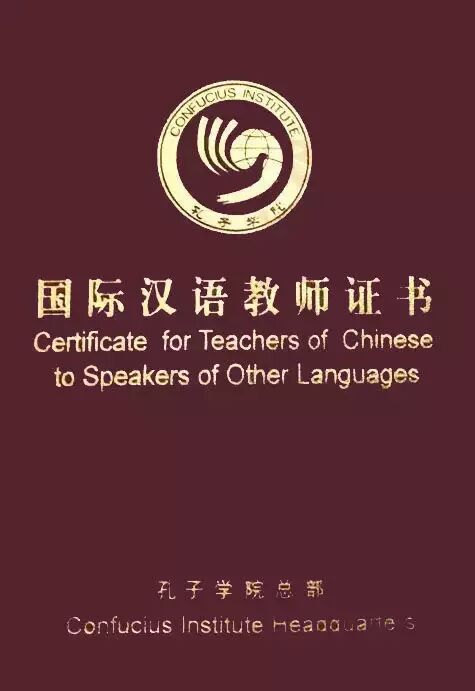 CONFUCIUS INSTITUTE
孔子学院
国际汉语教师证书
Certificate for Teachers of Chinese
to Speakers of Other Languages
孔子学院总部
Confucius Institute Headquarters